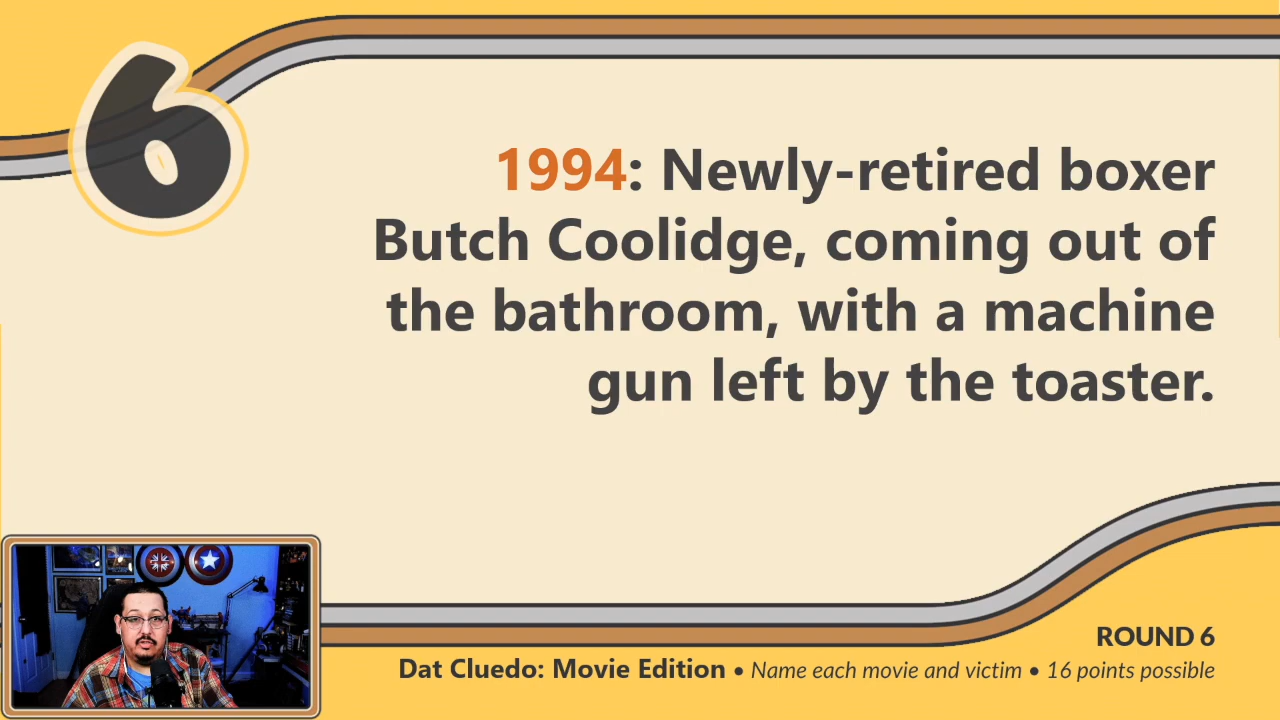 6
1994: Newly-retired boxer
Butch Coolidge, coming out of
the bathroom, with a machine
gun left by the toaster.
ROUND 6
Dat Cluedo: Movie Edition • Name each movie and victim • 16 points possible